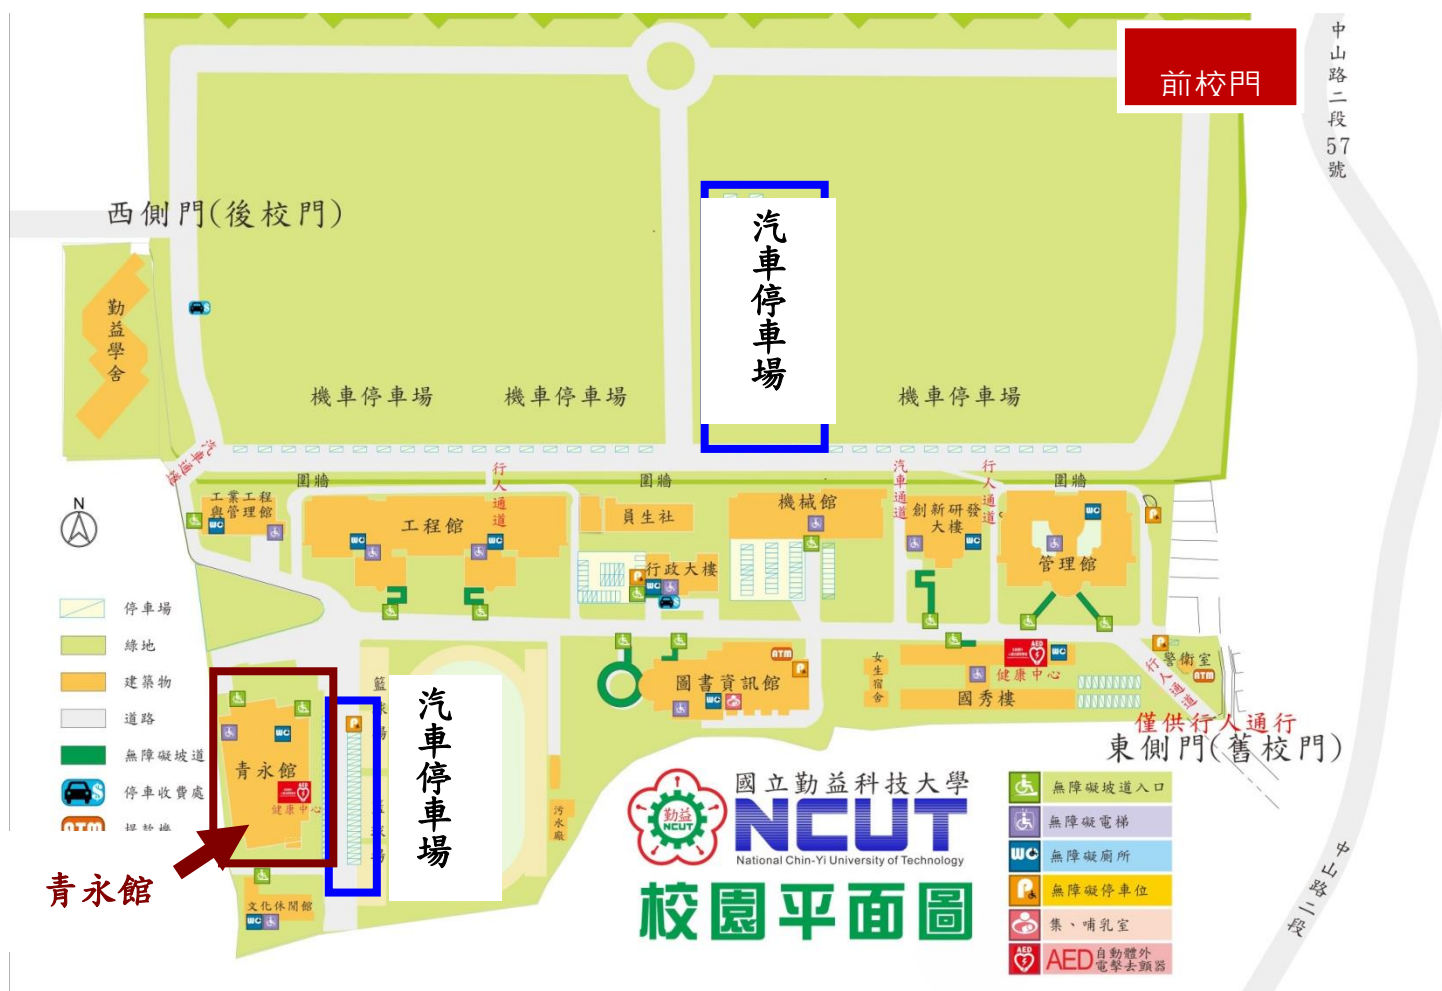 前校門
中山路二段57號
西側門(後校門)
汽車停車場
勤益學舍
機車停車場
機車停車場
機車停車場
汽車通道
行人通道
汽車通道
行人通道
圍牆
圍牆
圍牆
工業工程
與管理館
工程館
員生社
機械館
創新研發
大樓
管理館
行政大樓
N
停車場
綠地
建築物
道路
無障礙坡道
停車收費處
ATM
圖書資訊館
ATM
女生宿舍
健康中心
國秀樓
警衛室
ATM
行人通道
僅供行人通行
東側門(舊校門)
汽車停車場
青永館
健康中心
青永館
文化休閒館
污水廠
勤益
NCUT
國立勤益科技大學
NCUT
National Chin-Yi University of Technology
校園平面圖
無障礙坡道入口
無障礙電梯
無障礙廁所
無障礙停車位
集、哺乳室
AED自動體外
電擊去顫器
中山路二段